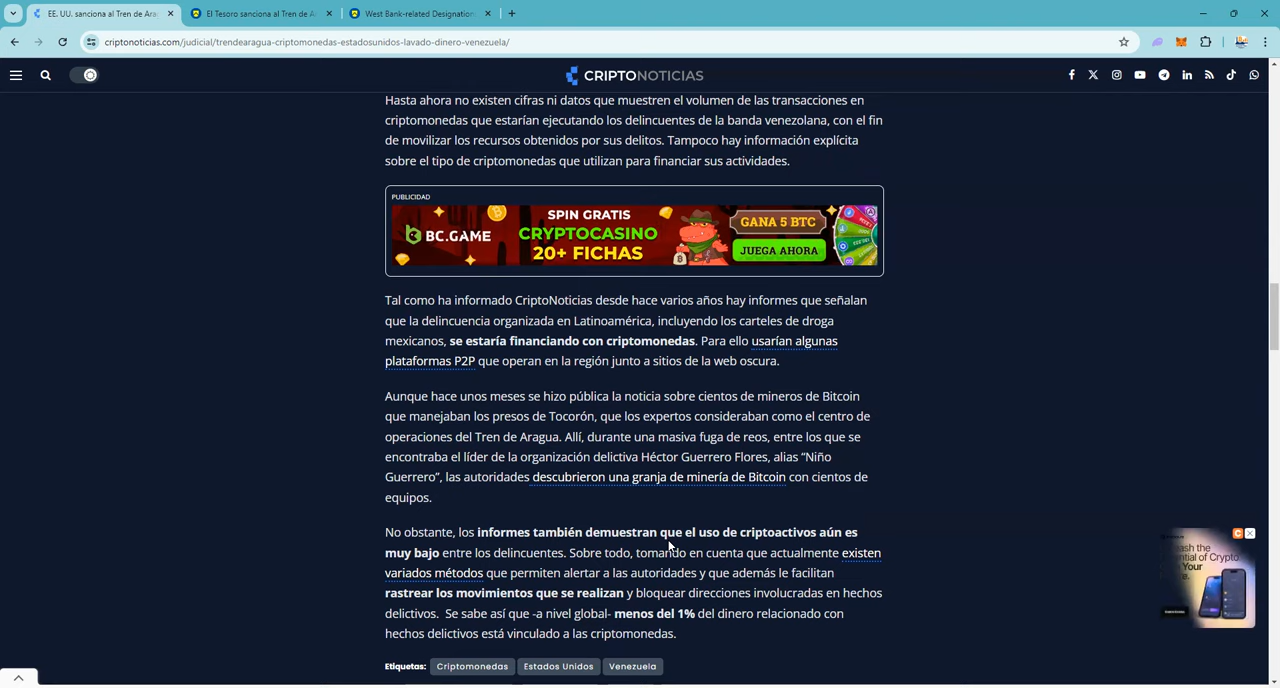 EE. UU. sanciona al Tren de Ara
El Tesoro sanciona al Tren de A
West Bank-related Designation
criptonoticias.com/judicial/trendearagua-criptomonedas-estadosunidos-lavado-dinero-venezuela/
CRIPTONOTICIAS
Hasta ahora no existen cifras ni datos que muestren el volumen de las transacciones en
criptomonedas que estarían ejecutando los delincuentes de la banda venezolana, con el fin
de movilizar los recursos obtenidos por sus delitos. Tampoco hay información explícita
sobre el tipo de criptomonedas que utilizan para financiar sus actividades.
PUBLICIDAD
BC.GAME
SPIN GRATIS
CRYPTOCASINO
20+ FICHAS
GANA 5 BTC
JUEGA AHORA
Tal como ha informado CriptoNoticias desde hace varios años hay informes que señalan
que la delincuencia organizada en Latinoamérica, incluyendo los carteles de droga
mexicanos, se estaría financiando con criptomonedas. Para ello usarían algunas
plataformas P2P que operan en la región junto a sitios de la web oscura.
Aunque hace unos meses se hizo pública la noticia sobre cientos de mineros de Bitcoin
que manejaban los presos de Tocorón, que los expertos consideraban como el centro de
operaciones del Tren de Aragua. Allí, durante una masiva fuga de reos, entre los que se
encontraba el líder de la organización delictiva Héctor Guerrero Flores, alias “Niño
Guerrero”, las autoridades descubrieron una granja de minería de Bitcoin con cientos de
equipos.
No obstante, los informes también demuestran que el uso de criptoactivos aún es
muy bajo entre los delincuentes. Sobre todo, tomando en cuenta que actualmente existen
variados métodos que permiten alertar a las autoridades y que además le facilitan
rastrear los movimientos que se realizan y bloquear direcciones involucradas en hechos
delictivos. Se sabe así que -a nivel global- menos del 1% del dinero relacionado con
hechos delictivos está vinculado a las criptomonedas.
Etiquetas: Criptomonedas Estados Unidos Venezuela